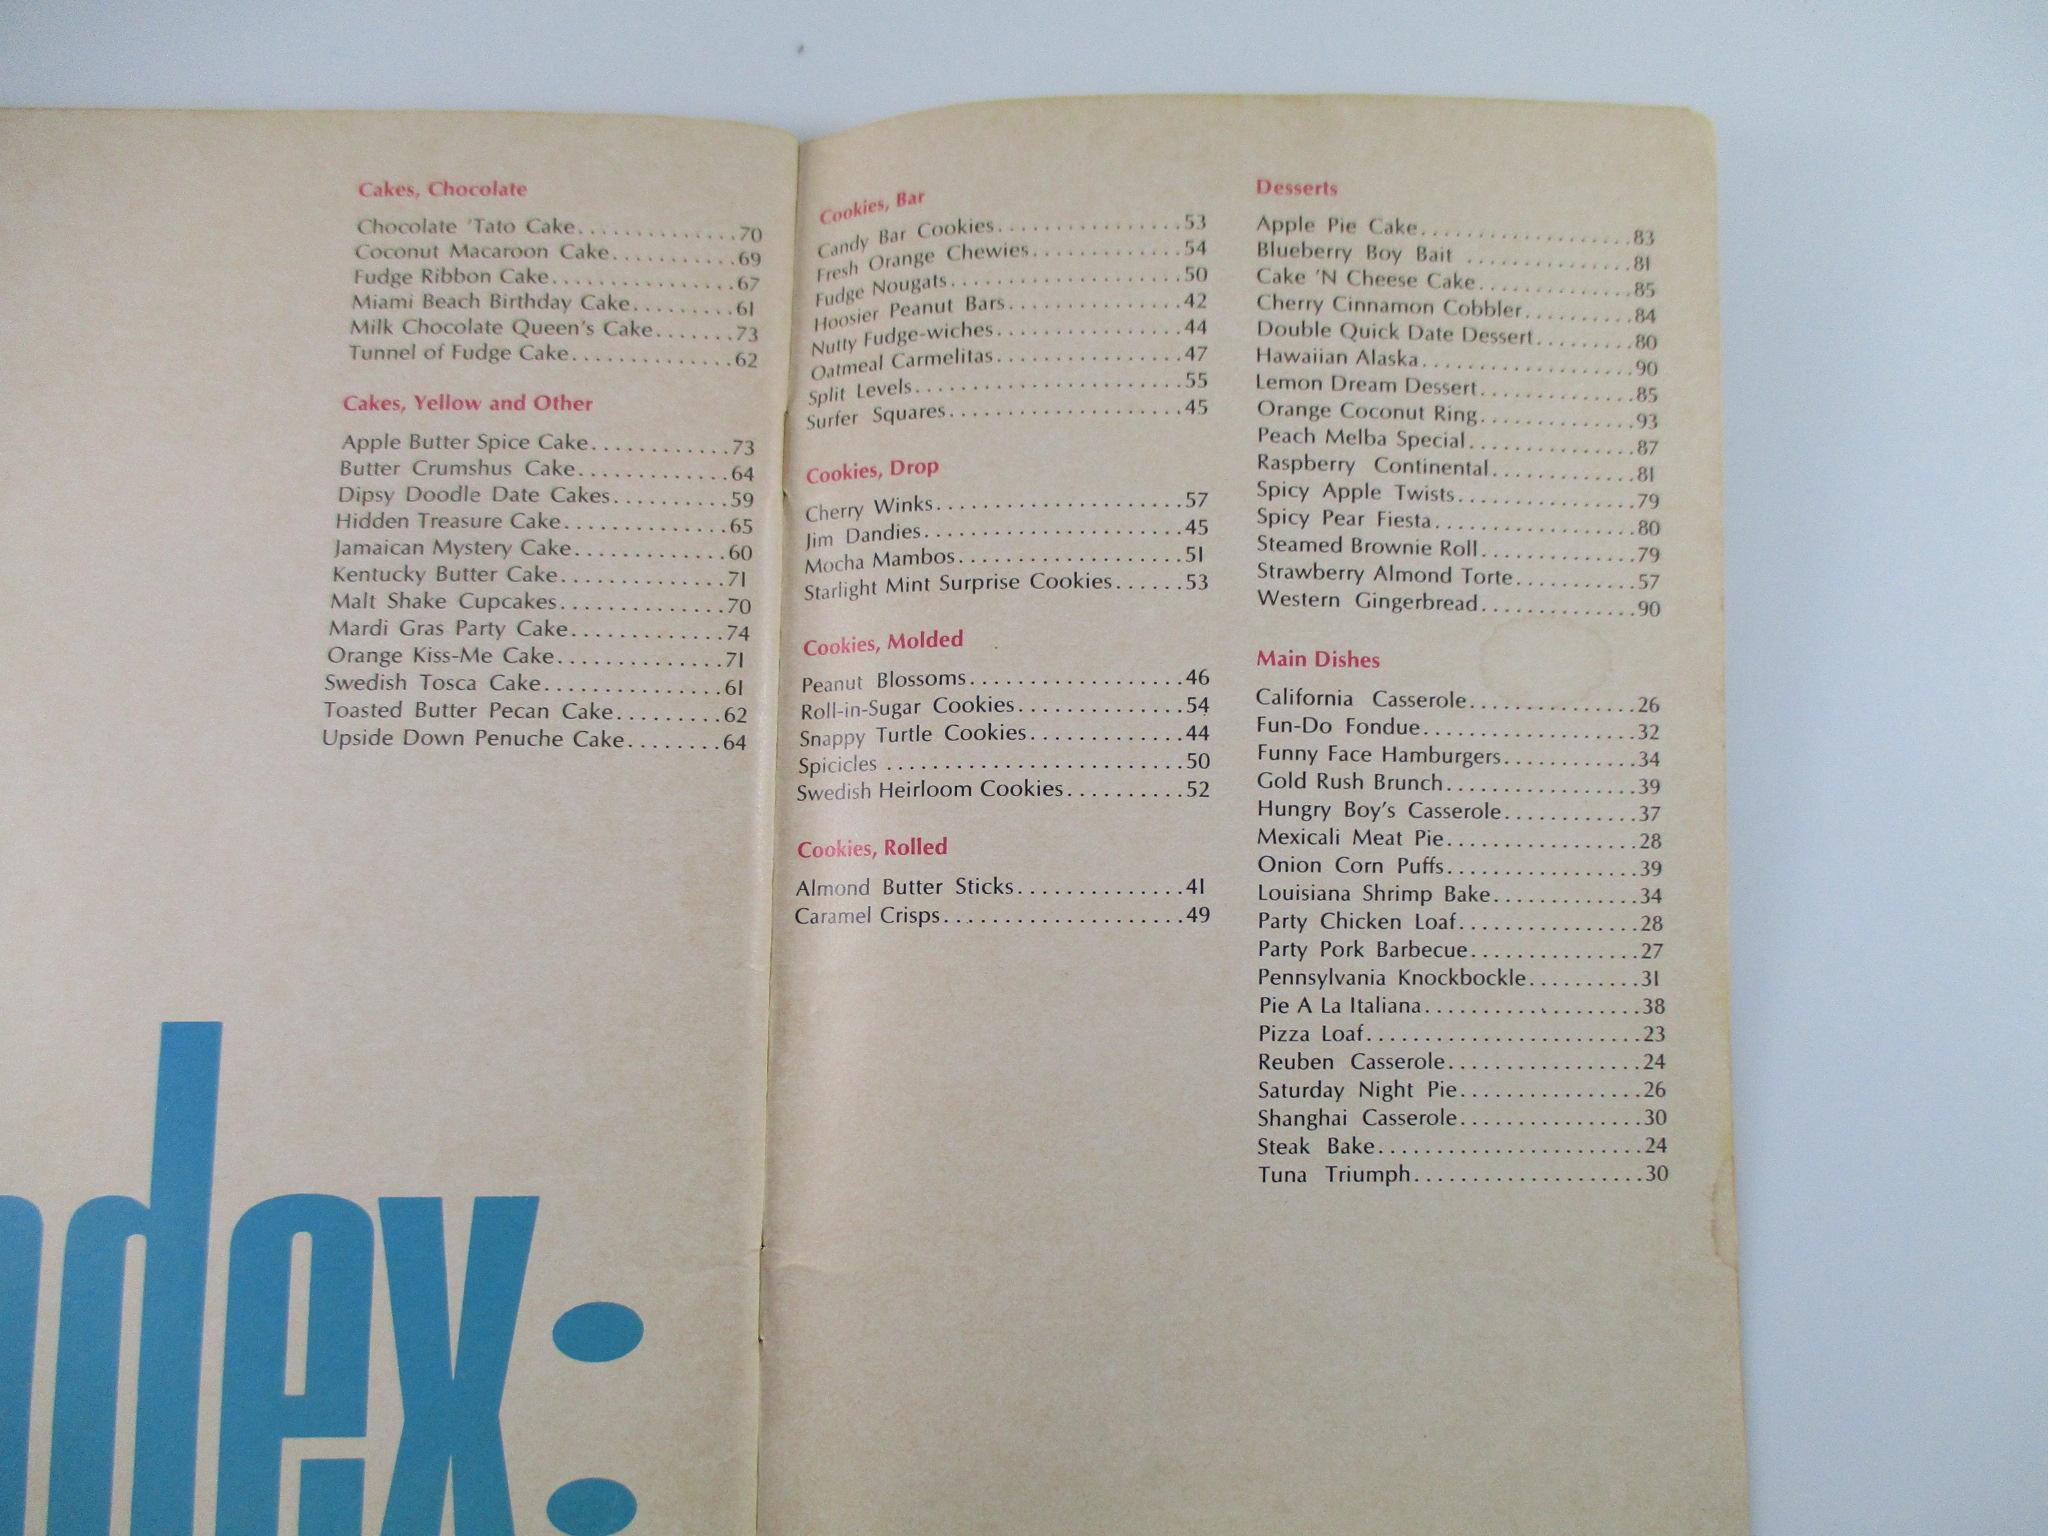 Cakes, Chocolate
Chocolate 'Tato Cake..............70
Coconut Macaroon Cake...........69
Fudge Ribbon Cake................67
Miami Beach Birthday Cake.........61
Milk Chocolate Queen's Cake.......73
Tunnel of Fudge Cake..............62
Cakes, Yellow and Other
Apple Butter Spice Cake............73
Butter Crumshus Cake.............64
Dipsy Doodle Date Cakes..........59
Hidden Treasure Cake..............65
Jamaican Mystery Cake.............60
Kentucky Butter Cake..............71
Malt Shake Cupcakes..............70
Mardi Gras Party Cake.............74
Orange Kiss-Me Cake..............71
Swedish Tosca Cake...............61
Toasted Butter Pecan Cake.........62
Upside Down Penuche Cake........64
ndex:
Cookies, Bar
Candy Bar Cookies................53
Fresh Orange Chewies.............54
Fudge Nougats....................50
Hoosier Peanut Bars...............42
Nutty Fudge-wiches................44
Oatmeal Carmelitas................47
Split Levels.......................55
Surfer Squares....................45
Cookies, Drop
Cherry Winks.....................57
Jim Dandies......................45
Mocha Mambos...................51
Starlight Mint Surprise Cookies......53
Cookies, Molded
Peanut Blossoms..................46
Roll-in-Sugar Cookies..............54
Snappy Turtle Cookies.............44
Spicicles ........................50
Swedish Heirloom Cookies..........52
Cookies, Rolled
Almond Butter Sticks..............41
Caramel Crisps....................49
Desserts
Apple Pie Cake..................83
Blueberry Boy Bait ..............81
Cake 'N Cheese Cake.............85
Cherry Cinnamon Cobbler.........84
Double Quick Date Dessert........80
Hawaiian Alaska..................90
Lemon Dream Dessert.............85
Orange Coconut Ring.............93
Peach Melba Special..............87
Raspberry Continental............81
Spicy Apple Twists...............79
Spicy Pear Fiesta.................80
Steamed Brownie Roll.............79
Strawberry Almond Torte..........57
Western Gingerbread.............90
Main Dishes
California Casserole..............26
Fun-Do Fondue..................32
Funny Face Hamburgers...........34
Gold Rush Brunch................39
Hungry Boy's Casserole...........37
Mexicali Meat Pie................28
Onion Corn Puffs................39
Louisiana Shrimp Bake............34
Party Chicken Loaf...............28
Party Pork Barbecue..............27
Pennsylvania Knockbockle.........31
Pie A La Italiana..................38
Pizza Loaf.......................23
Reuben Casserole................24
Saturday Night Pie...............26
Shanghai Casserole...............30
Steak Bake......................24
Tuna Triumph...................30